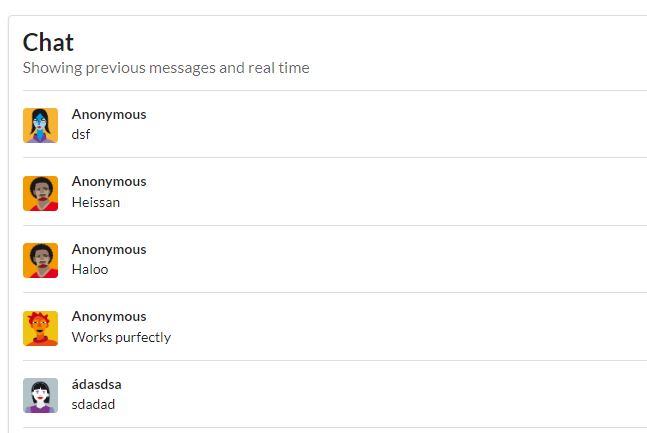 Chat
Showing previous messages and real time
Anonymous
dsf
Anonymous
Heissan
Anonymous
Haloo
Anonymous
Works purfectly
ádasdsa
sdadad